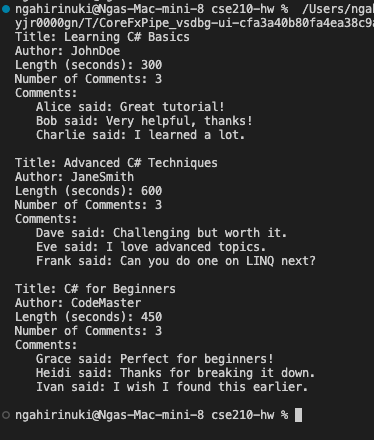 ngahirinuki@Ngas-Mac-mini-8 cse210-hw % /Users/ngah
yjr0000gn/T/CoreFxPipe_vsdbg-ui-cfa3a40b80fa4ea38c9a
Title: Learning C# Basics
Author: JohnDoe
Length (seconds): 300
Number of Comments: 3
Comments:
Alice said: Great tutorial!
Bob said: Very helpful, thanks!
Charlie said: I learned a lot.
Title: Advanced C# Techniques
Author: JaneSmith
Length (seconds): 600
Number of Comments: 3
Comments:
Dave said: Challenging but worth it.
Eve said: I love advanced topics.
Frank said: Can you do one on LINQ next?
Title: C# for Beginners
Author: CodeMaster
Length (seconds): 450
Number of Comments: 3
Comments:
Grace said: Perfect for beginners!
Heidi said: Thanks for breaking it down.
Ivan said: I wish I found this earlier.
ngahirinuki@Ngas-Mac-mini-8 cse210-hw %